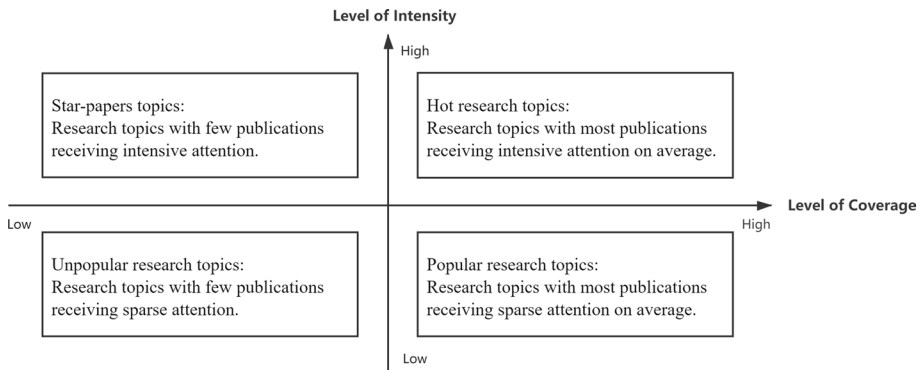 Level of Intensity
High
Star-papers topics:
Research topics with few publications
receiving intensive attention.
Hot research topics:
Research topics with most publications
receiving intensive attention on average.
Level of Coverage
Low
High
Unpopular research topics:
Research topics with few publications
receiving sparse attention.
Popular research topics:
Research topics with most publications
receiving sparse attention on average.
Low